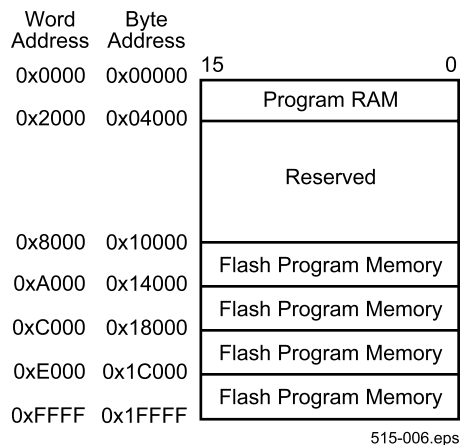 Word Byte
Address Address
15 0
0x0000 0x00000
Program RAM
0x2000 0x04000
Reserved
0x8000 0x10000
Flash Program Memory
0xA000 0x14000
Flash Program Memory
0xC000 0x18000
Flash Program Memory
0xE000 0x1C000
Flash Program Memory
0xFFFF 0x1FFFF
515-006.eps